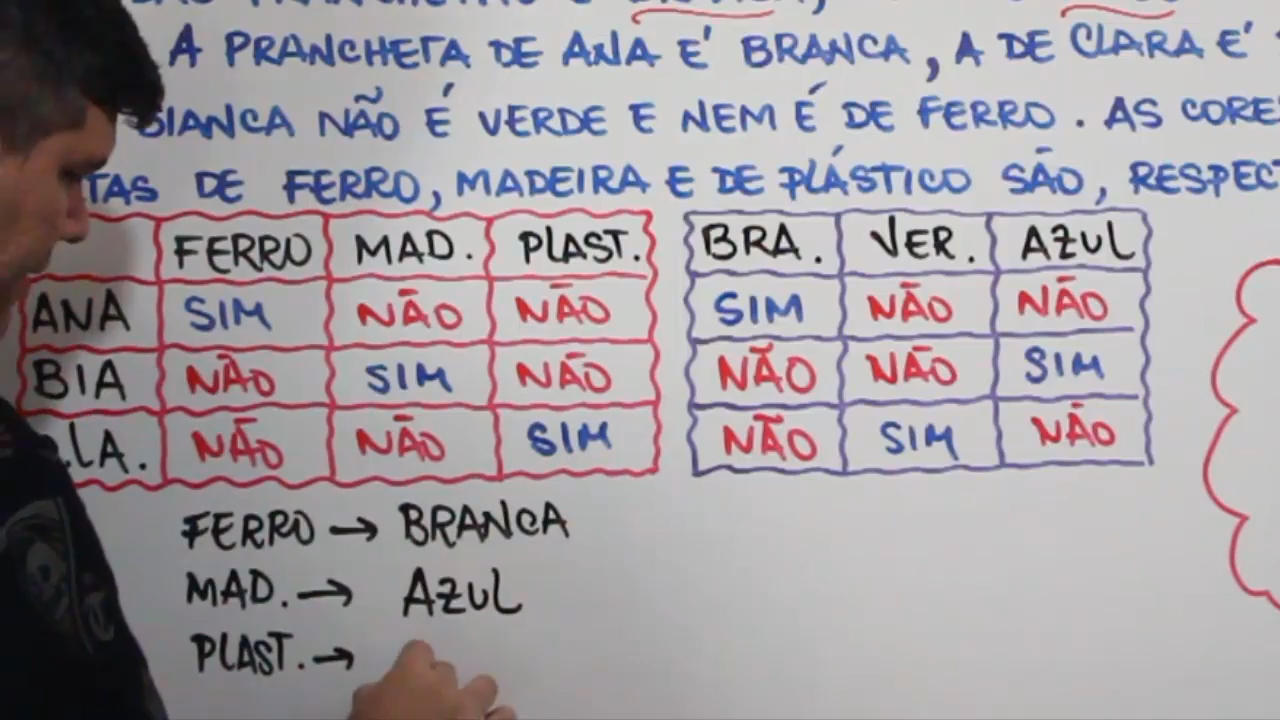 A PRANCHETA DE ANA E' BRANCA, A DE CLARA E'
BIANCA NÃO É VERDE E NEM É DE FERRO. AS CORE
TAS DE FERRO, MADEIRA E DE PLÁSTICO SÃO, RESPECT
FERRO MAD. PLAST. BRA. VER. AZUL
ANA SIM NÃO NÃO SIM NÃO NÃO
BIA NÃO SIM NÃO NÃO NÃO SIM
LA. NÃO NÃO SIM NÃO SIM NÃO
FERRO → BRANCA
MAD. → AZUL
PLAST. →